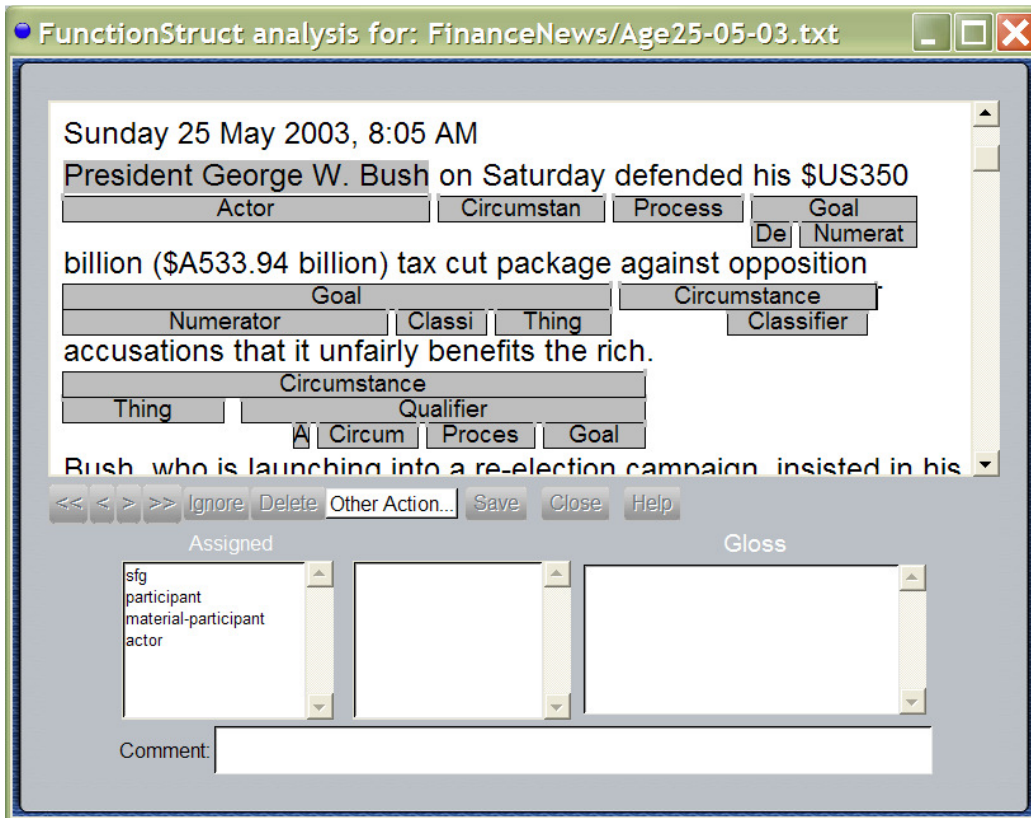 FunctionStruct analysis for: FinanceNews/Age25-05-03.txt
Sunday 25 May 2003, 8:05 AM
President George W. Bush on Saturday defended his $US350
Actor Circumstan Process Goal
De Numerat
billion ($A533.94 billion) tax cut package against opposition
Goal Circumstance
Numerator Classi Thing Classifier
accusations that it unfairly benefits the rich.
Circumstance
Thing Qualifier
A Circum Proces Goal
Bush, who is launching into a re-election campaign, insisted in his
<< < > >> Ignore Delete Other Action... Save Close Help
Assigned Gloss
sfg
participant
material-participant
actor
Comment: